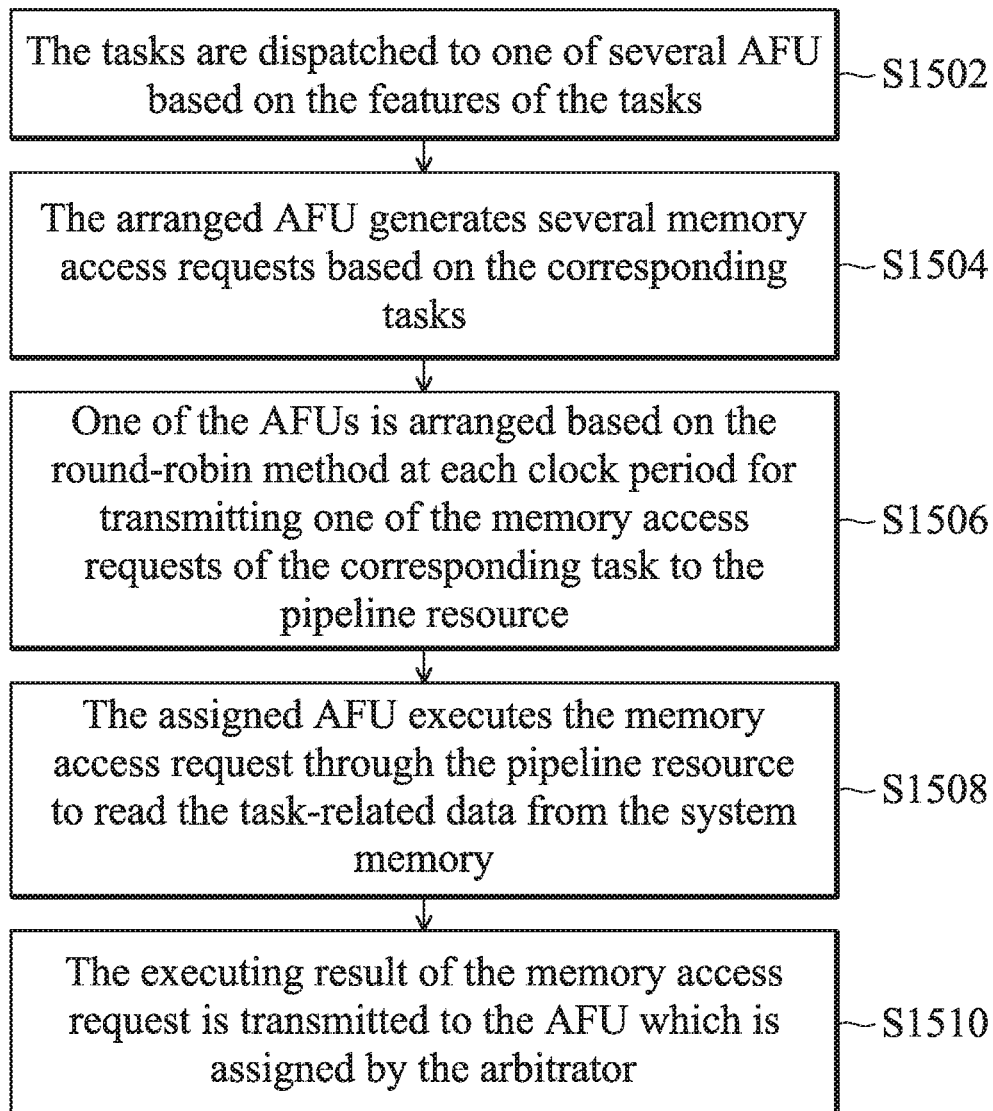 The tasks are dispatched to one of several AFU
based on the features of the tasks
S1502
The arranged AFU generates several memory
access requests based on the corresponding
tasks
S1504
One of the AFUs is arranged based on the
round-robin method at each clock period for
transmitting one of the memory access
requests of the corresponding task to the
pipeline resource
S1506
The assigned AFU executes the memory
access request through the pipeline resource
to read the task-related data from the system
memory
S1508
The executing result of the memory access
request is transmitted to the AFU which is
assigned by the arbitrator
S1510